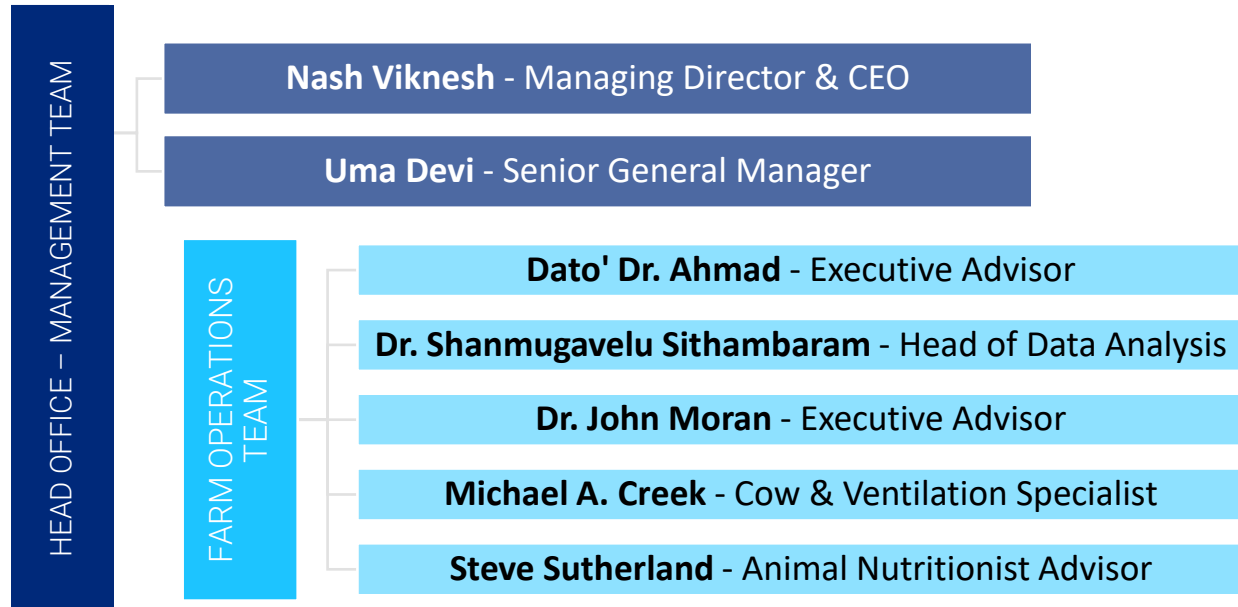 HEAD OFFICE – MANAGEMENT TEAM
Nash Viknesh - Managing Director & CEO
Uma Devi - Senior General Manager
FARM OPERATIONS
TEAM
Dato' Dr. Ahmad - Executive Advisor
Dr. Shanmugavelu Sithambaram - Head of Data Analysis
Dr. John Moran - Executive Advisor
Michael A. Creek - Cow & Ventilation Specialist
Steve Sutherland - Animal Nutritionist Advisor